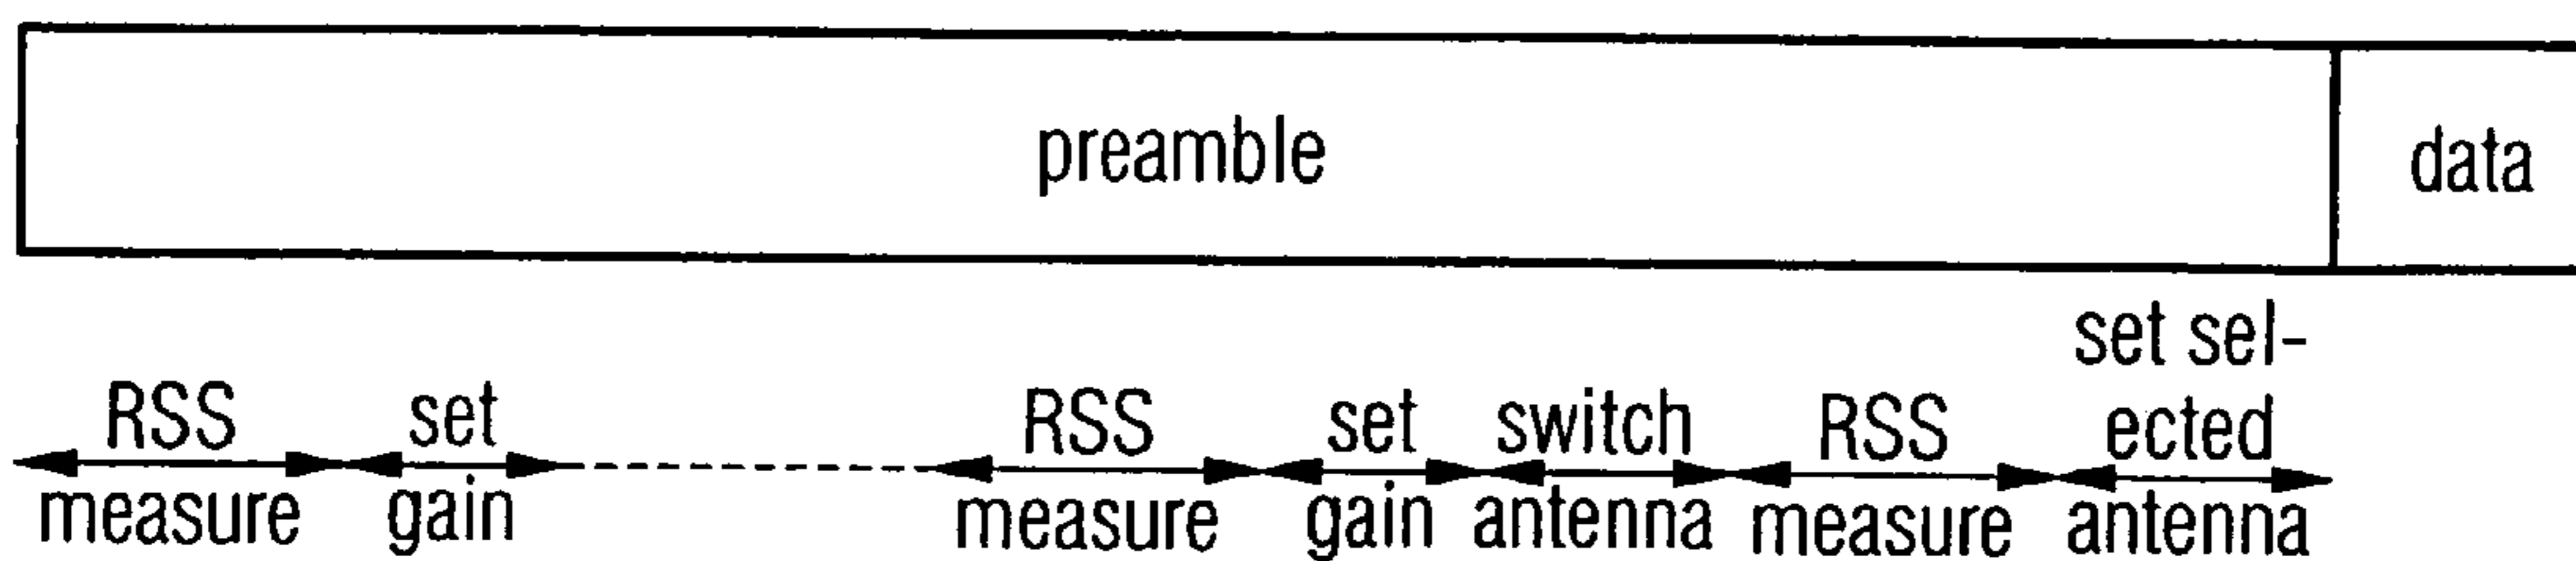 preamble
data
RSS
measure
set
gain
RSS
measure
set
gain
switch
antenna
RSS
measure
set sel-
ected
antenna